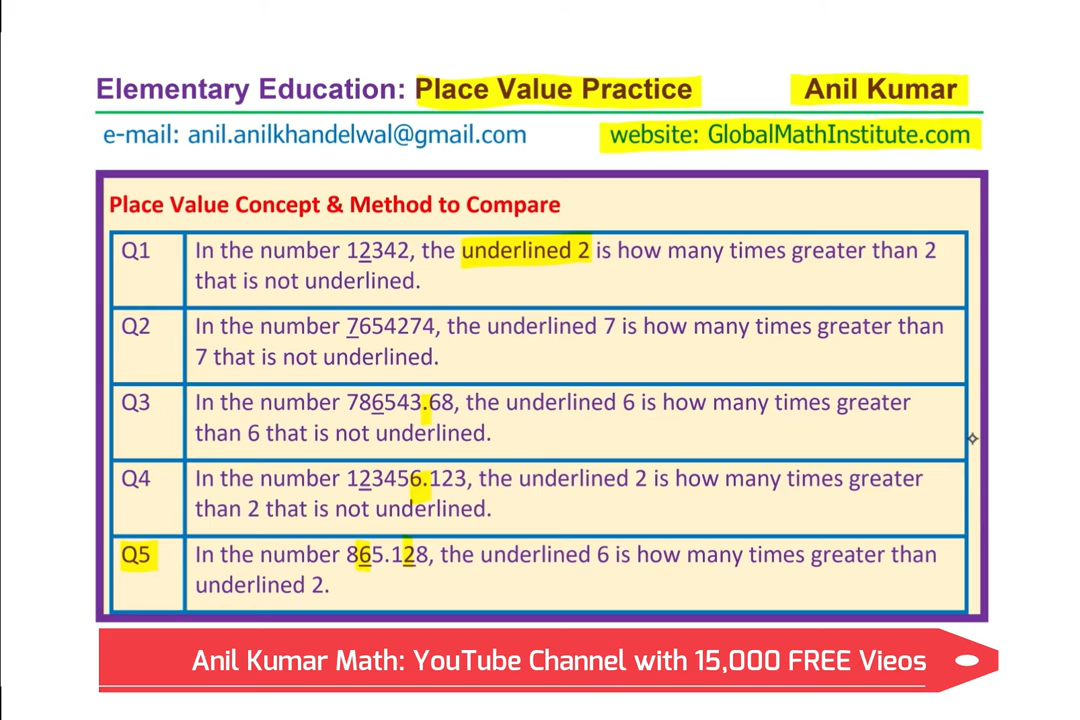 Elementary Education: Place Value Practice Anil Kumar
e-mail: anil.anilkhandelwal@gmail.com website: GlobalMathInstitute.com
Place Value Concept & Method to Compare
Q1 In the number 12342, the underlined 2 is how many times greater than 2
that is not underlined.
Q2 In the number 7654274, the underlined 7 is how many times greater than
7 that is not underlined.
Q3 In the number 786543.68, the underlined 6 is how many times greater
than 6 that is not underlined.
Q4 In the number 123456.123, the underlined 2 is how many times greater
than 2 that is not underlined.
Q5 In the number 865.128, the underlined 6 is how many times greater than
underlined 2.
Anil Kumar Math: YouTube Channel with 15,000 FREE Vieos